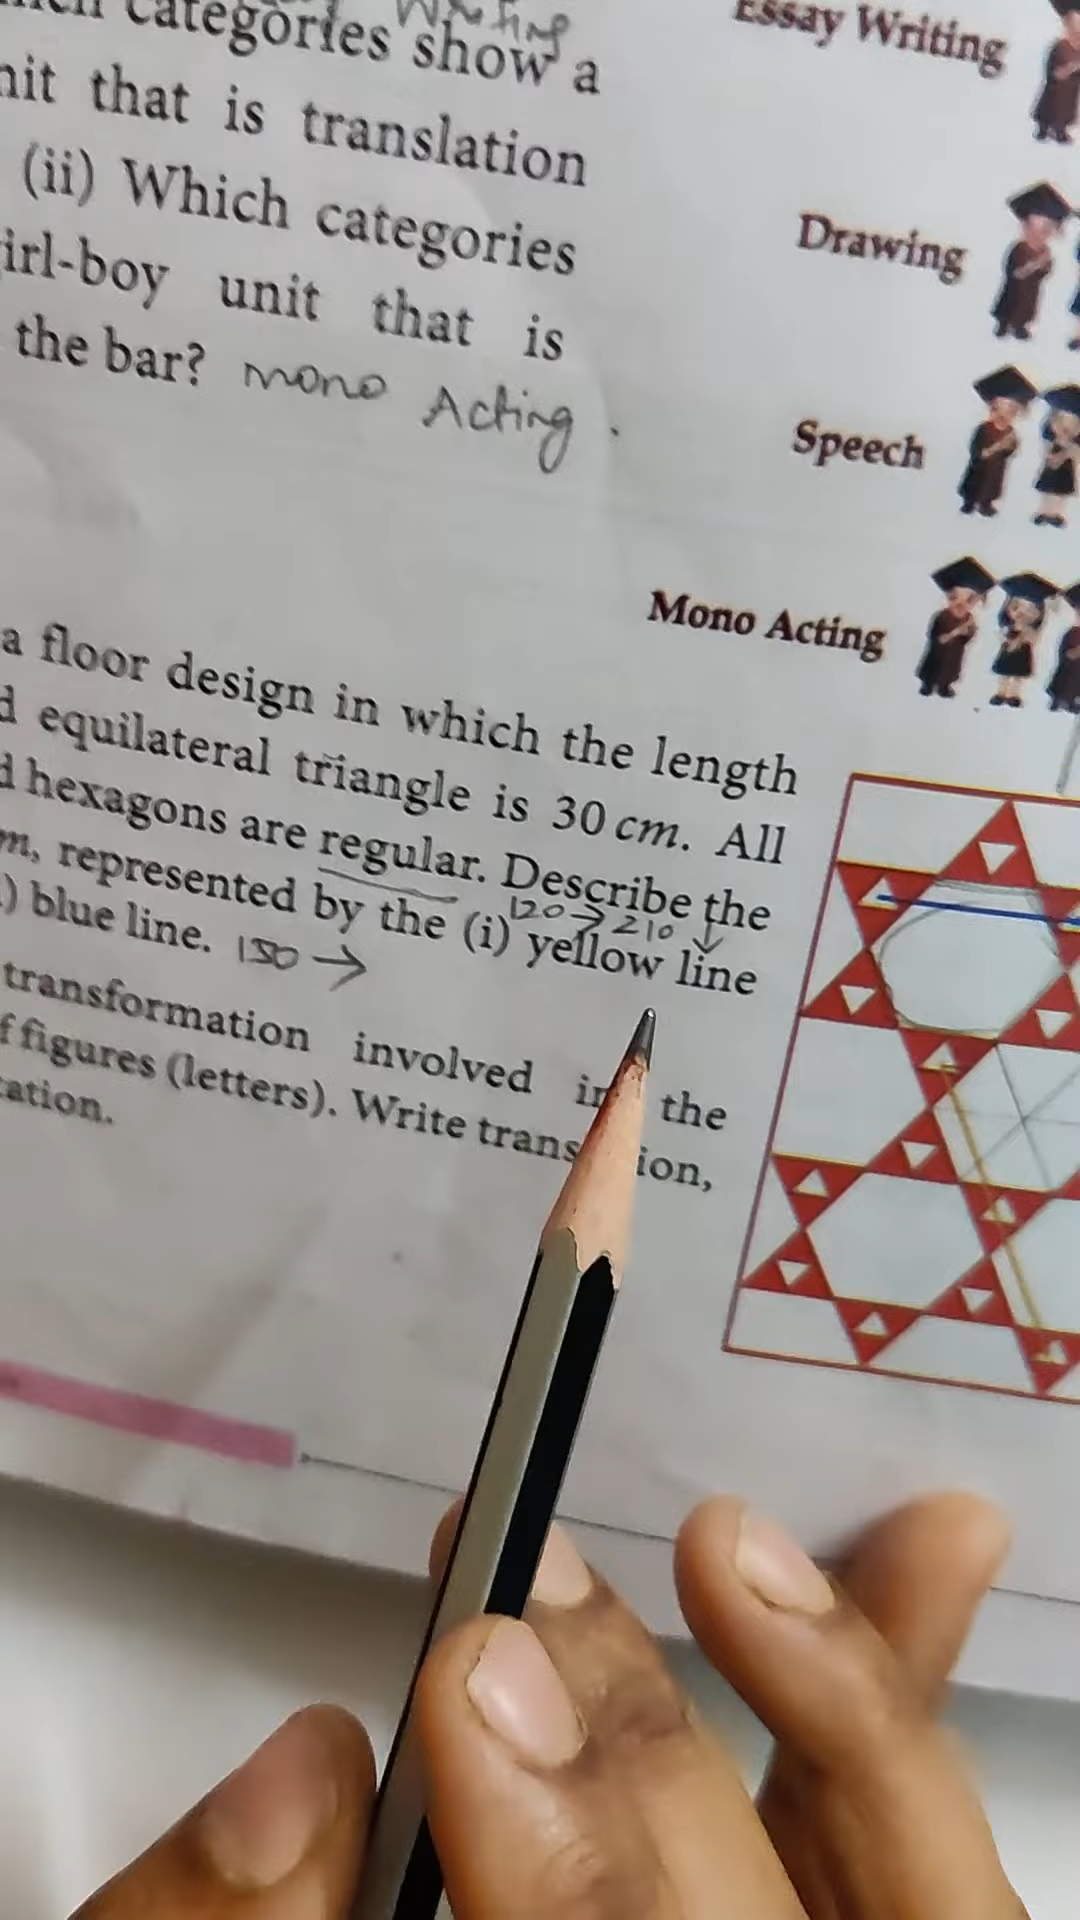 categories show a
Writing
that is translation
(ii) Which categories
irl-boy unit that is
the bar? mono Acting.
Essay Writing
Drawing
Speech
Mono Acting
a floor design in which the length
equilateral triangle is 30 cm. All
hexagons are regular. Describe the
m, represented by the (i) yellow line
120→ 210↓
) blue line. 150→
transformation involved in the
f figures (letters). Write trans ion,
ation.